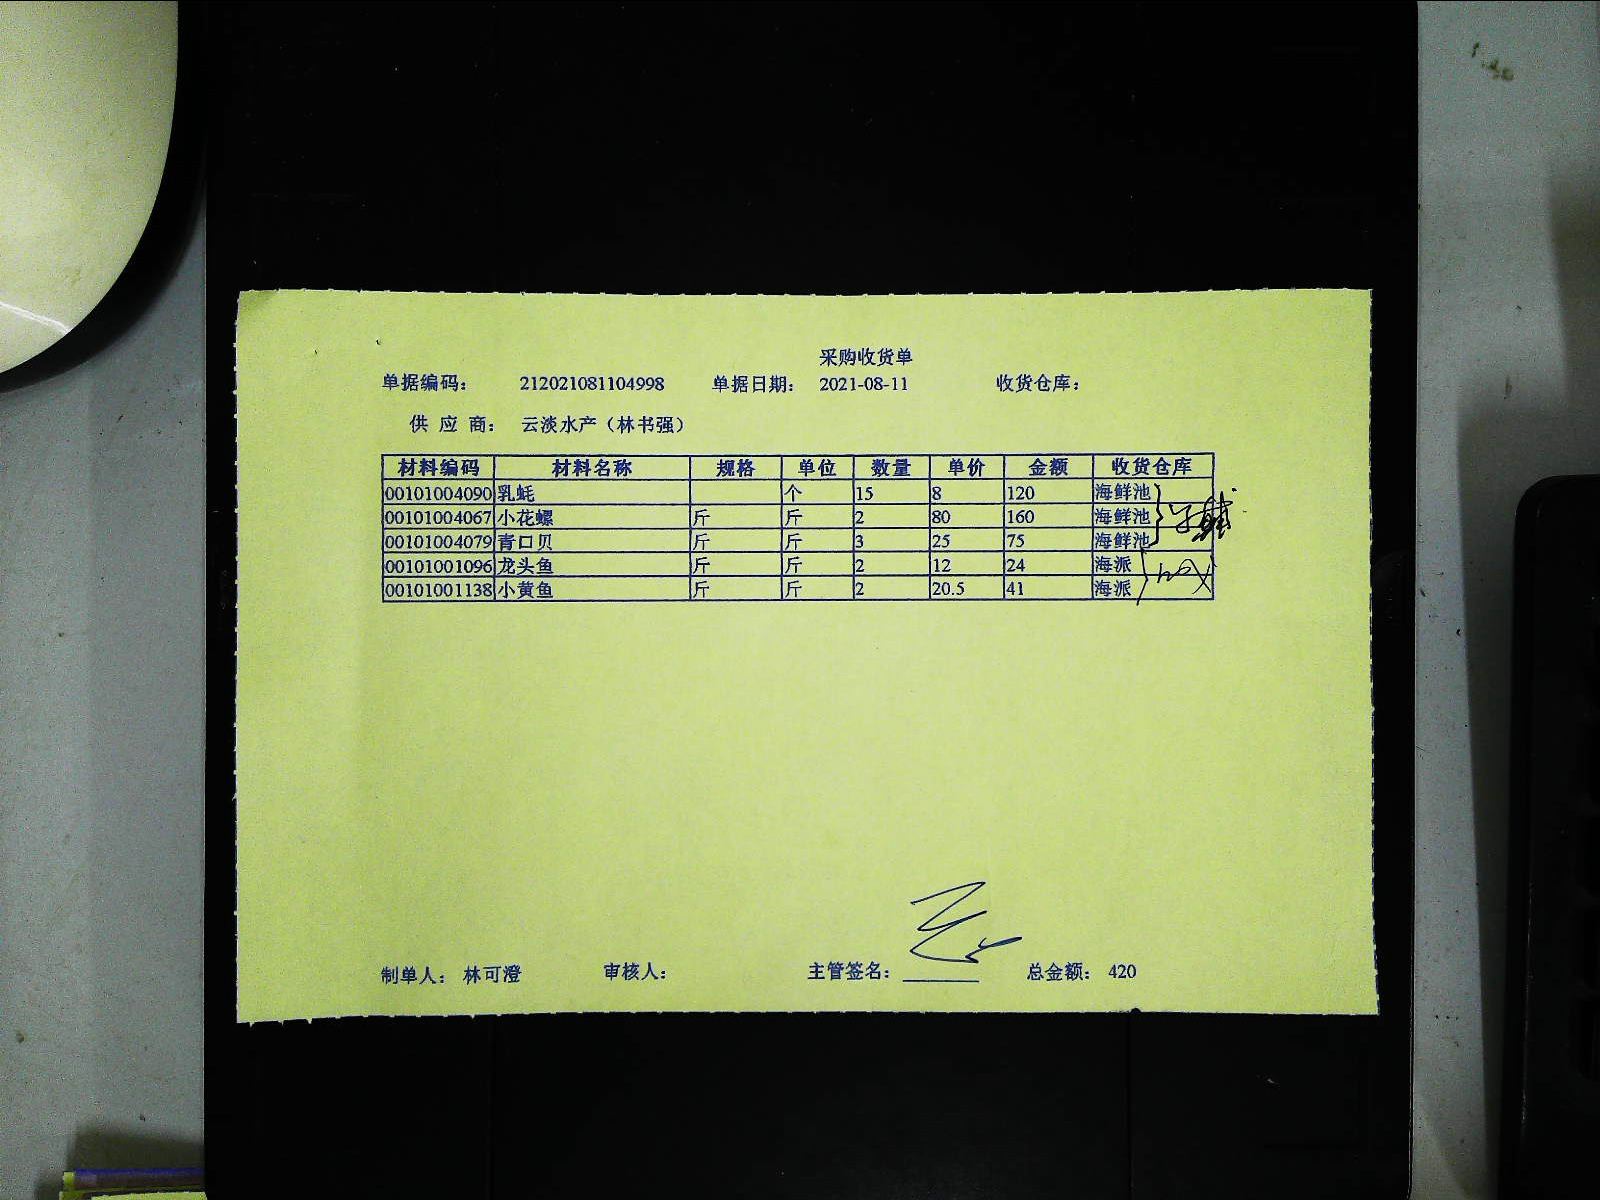 采购收货单
单据编码： 212021081104998 单据日期： 2021-08-11 收货仓库：
供 应 商： 云淡水产（林书强）
材料编码 材料名称 规格 单位 数量 单价 金额 收货仓库
00101004090 乳蚝 个 15 8 120 海鲜池
00101004067 小花螺 斤 斤 2 80 160 海鲜池
00101004079 青口贝 斤 斤 3 25 75 海鲜池
00101001096 龙头鱼 斤 斤 2 12 24 海派
00101001138 小黄鱼 斤 斤 2 20.5 41 海派
制单人： 林可澄 审核人： 主管签名： 总金额： 420